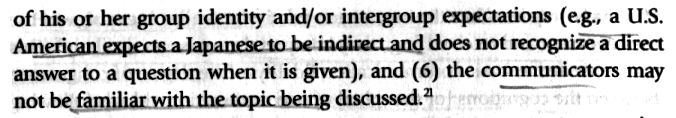 of his or her group identity and/or intergroup expectations (e.g., a U.S.
American expects a Japanese to be indirect and does not recognize a direct
answer to a question when it is given), and (6) the communicators may
not be familiar with the topic being discussed.²¹